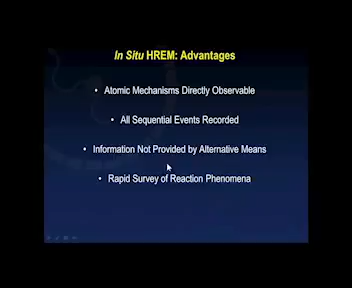 In Situ HREM: Advantages
• Atomic Mechanisms Directly Observable
• All Sequential Events Recorded
• Information Not Provided by Alternative Means
• Rapid Survey of Reaction Phenomena